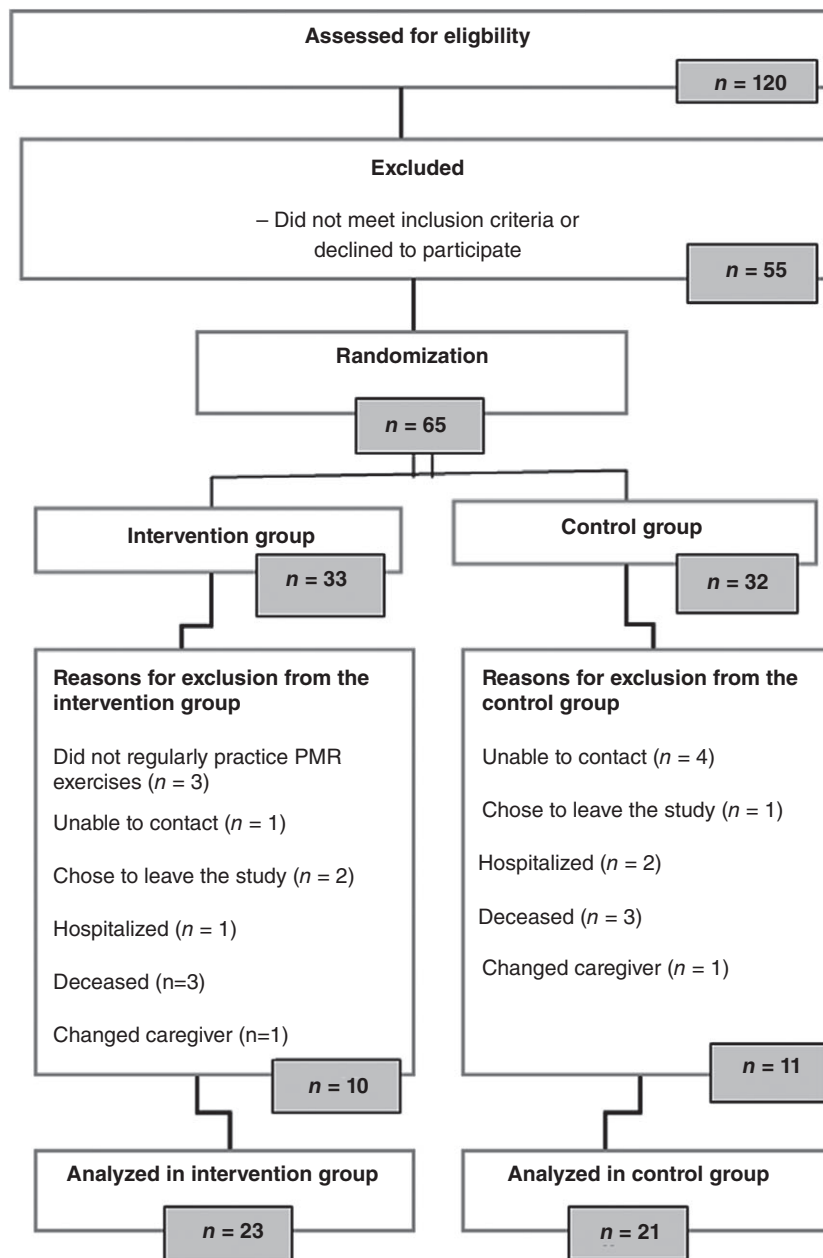 Assessed for eligbility
n = 120
Excluded
– Did not meet inclusion criteria or
declined to participate
n = 55
Randomization
n = 65
Intervention group
n = 33
Control group
n = 32
Reasons for exclusion from the
intervention group
Did not regularly practice PMR
exercises (n = 3)
Unable to contact (n = 1)
Chose to leave the study (n = 2)
Hospitalized (n = 1)
Deceased (n=3)
Changed caregiver (n=1)
n = 10
Reasons for exclusion from the
control group
Unable to contact (n = 4)
Chose to leave the study (n = 1)
Hospitalized (n = 2)
Deceased (n = 3)
Changed caregiver (n = 1)
n = 11
Analyzed in intervention group
n = 23
Analyzed in control group
n = 21